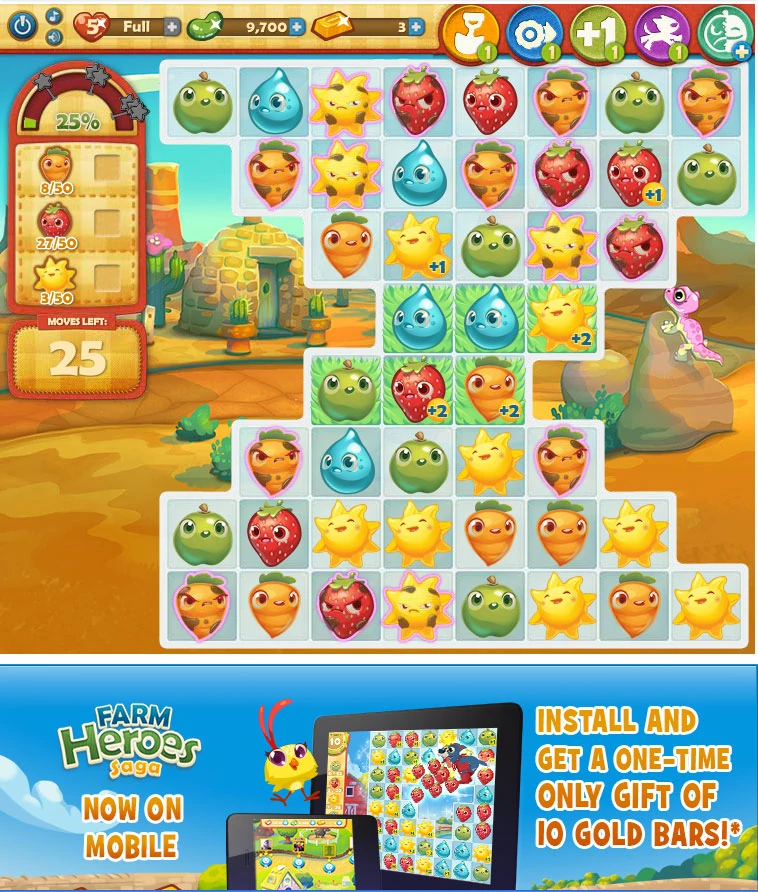 5 Full 9,700 3
1 1 +1 1 1
25%
8/50
27/50
3/50
MOVES LEFT:
25
+1
+1
+2
+2 +2
FARM
Heroes
Saga
NOW ON
MOBILE
10
INSTALL AND
GET A ONE-TIME
ONLY GIFT OF
10 GOLD BARS!*